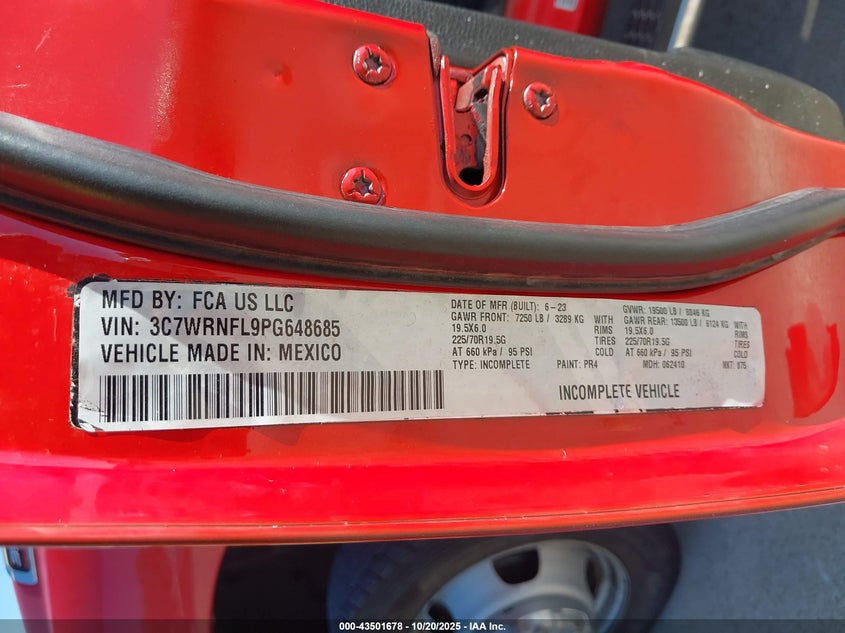 MFD BY: FCA US LLC
VIN: 3C7WRNFL9PG648685
VEHICLE MADE IN: MEXICO
DATE OF MFR (BUILT): 6-23
GAWR FRONT: 7250 LB / 3289 KG WITH
19.5X6.0 RIMS
225/70R19.5G TIRES
AT 660 kPa / 95 PSI COLD
TYPE: INCOMPLETE PAINT: PR4
GVWR: 19500 LB / 8846 KG
GAWR REAR: 13500 LB / 6124 KG WITH
19.5X6.0 RIMS
225/70R19.5G TIRES
AT 660 kPa / 95 PSI COLD
MDH: 062410 MKT: 875
INCOMPLETE VEHICLE
000-43501678 | 10/20/2025 | IAA Inc.